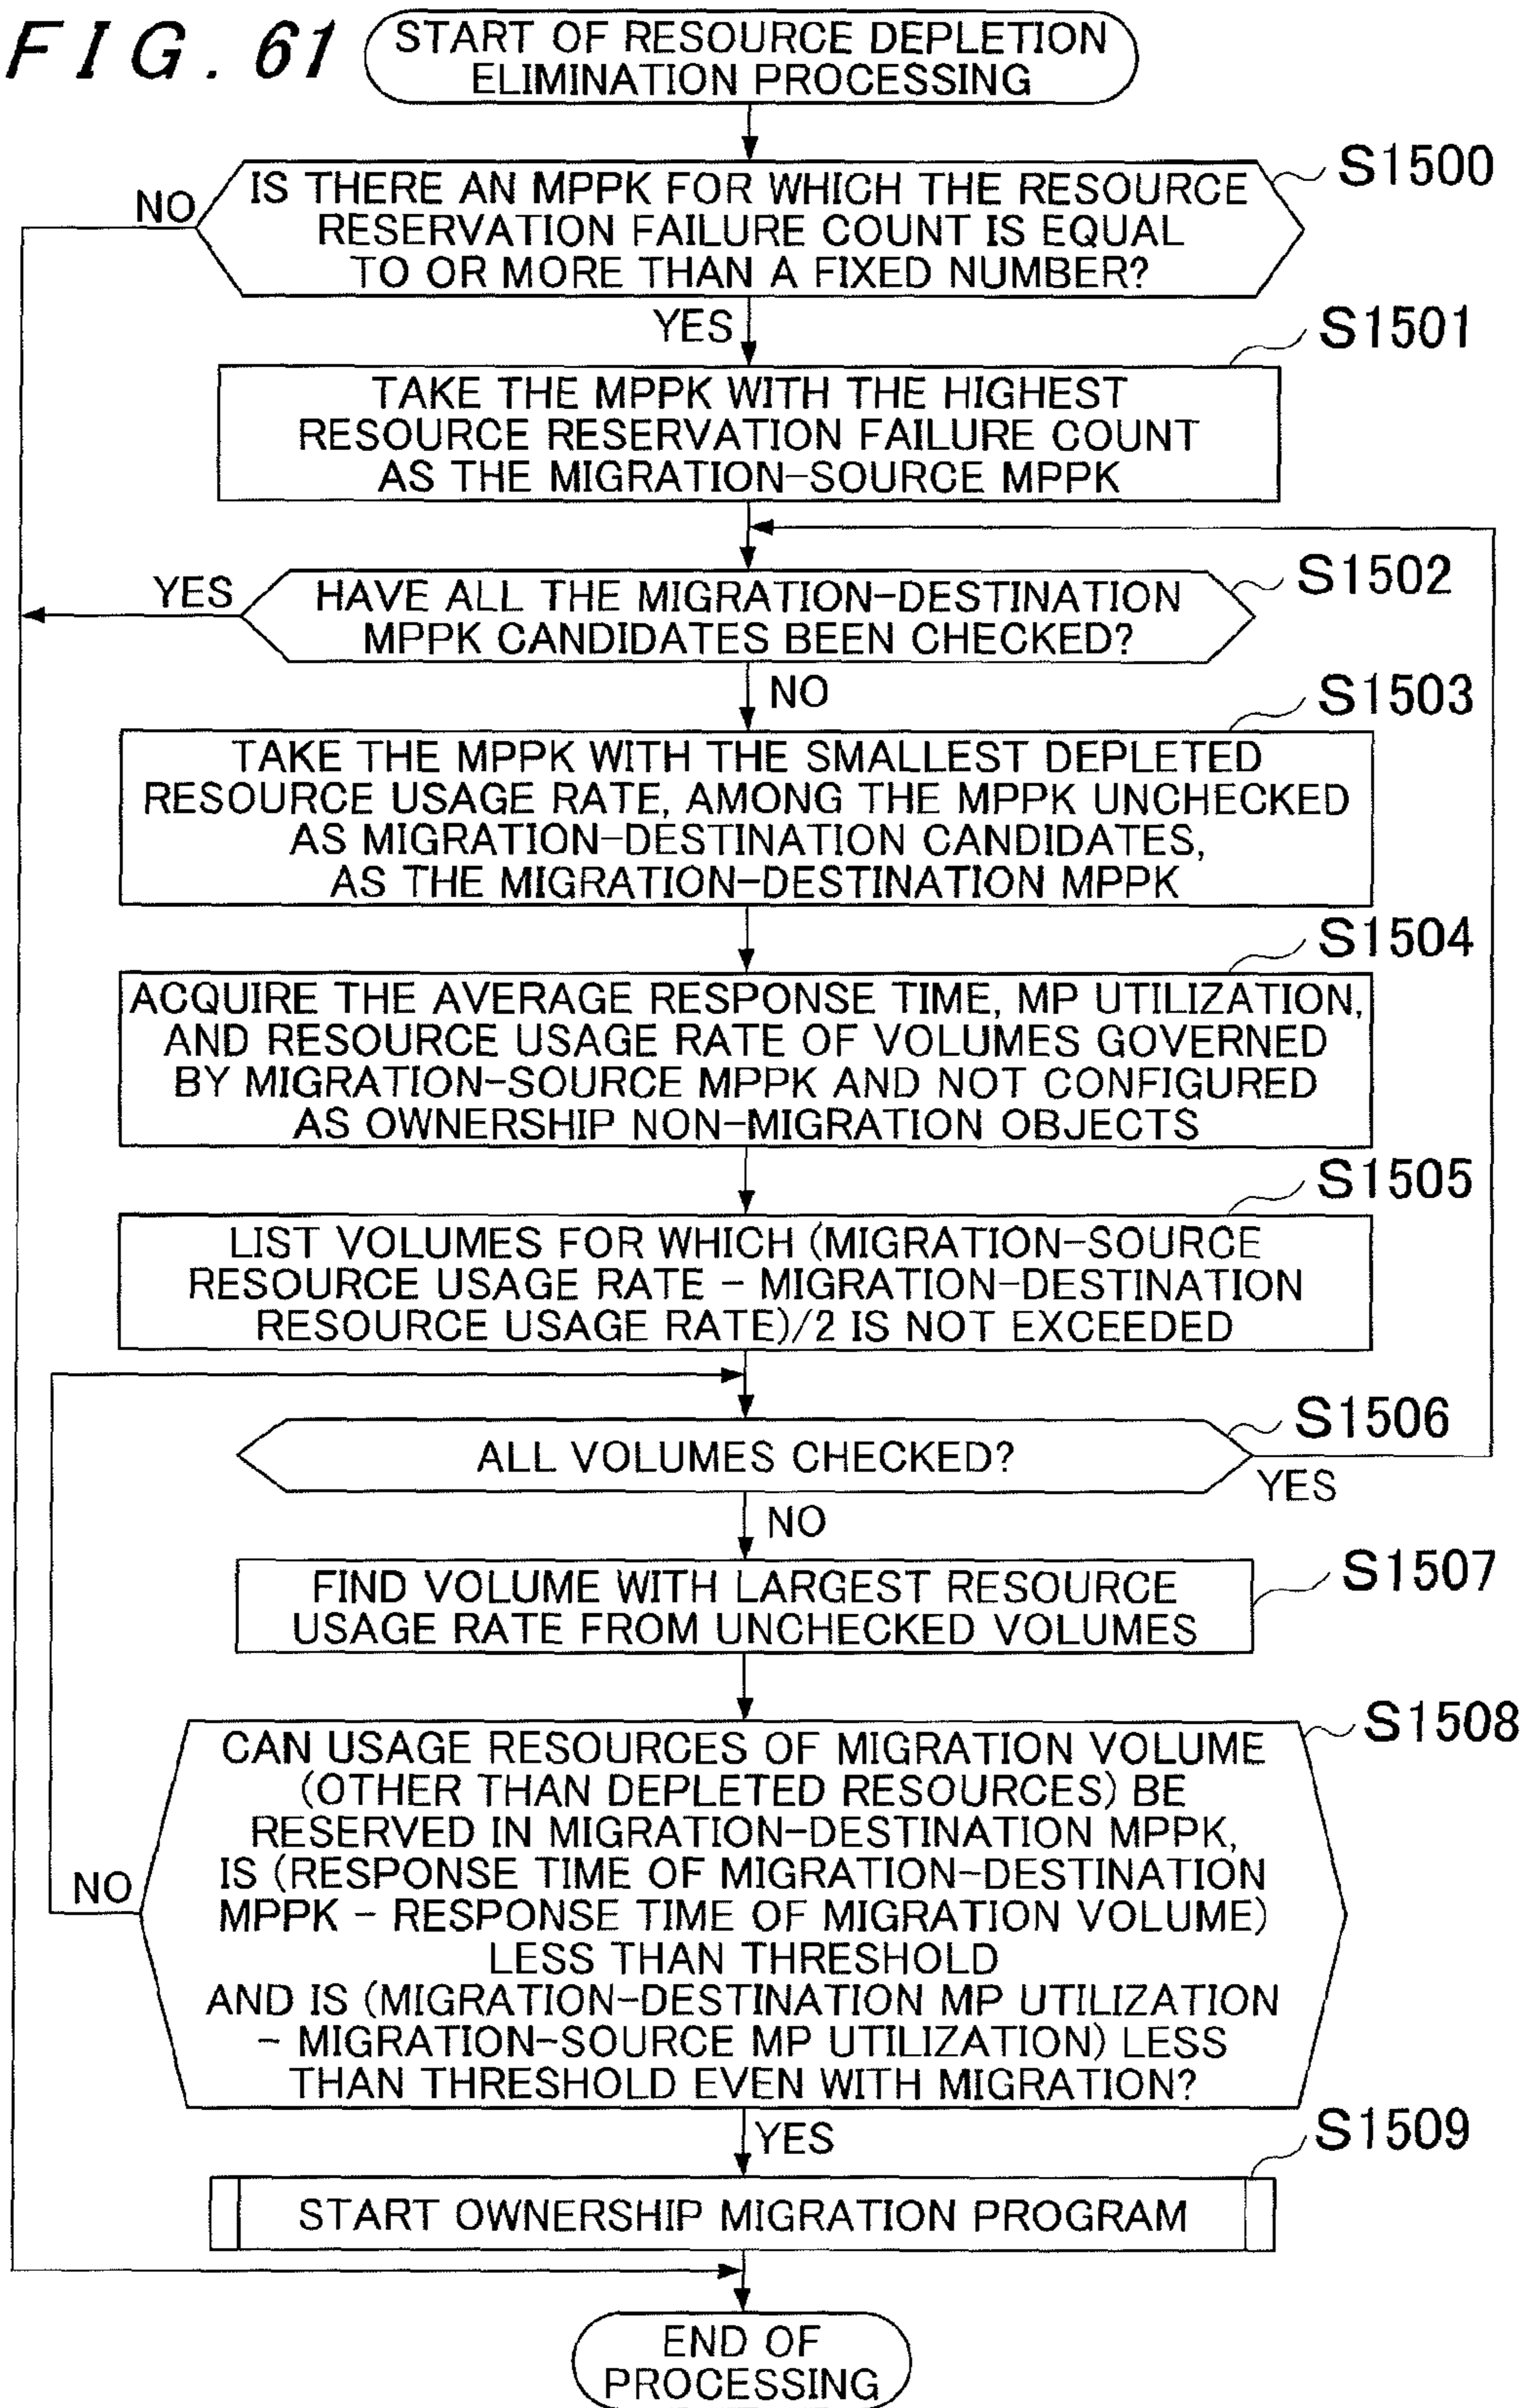 FIG. 61
START OF RESOURCE DEPLETION
ELIMINATION PROCESSING
S1500
NO
IS THERE AN MPPK FOR WHICH THE RESOURCE
RESERVATION FAILURE COUNT IS EQUAL
TO OR MORE THAN A FIXED NUMBER?
YES
S1501
TAKE THE MPPK WITH THE HIGHEST
RESOURCE RESERVATION FAILURE COUNT
AS THE MIGRATION-SOURCE MPPK
S1502
YES
HAVE ALL THE MIGRATION-DESTINATION
MPPK CANDIDATES BEEN CHECKED?
NO
S1503
TAKE THE MPPK WITH THE SMALLEST DEPLETED
RESOURCE USAGE RATE, AMONG THE MPPK UNCHECKED
AS MIGRATION-DESTINATION CANDIDATES,
AS THE MIGRATION-DESTINATION MPPK
S1504
ACQUIRE THE AVERAGE RESPONSE TIME, MP UTILIZATION,
AND RESOURCE USAGE RATE OF VOLUMES GOVERNED
BY MIGRATION-SOURCE MPPK AND NOT CONFIGURED
AS OWNERSHIP NON-MIGRATION OBJECTS
S1505
LIST VOLUMES FOR WHICH (MIGRATION-SOURCE
RESOURCE USAGE RATE - MIGRATION-DESTINATION
RESOURCE USAGE RATE)/2 IS NOT EXCEEDED
S1506
ALL VOLUMES CHECKED?
YES
NO
S1507
FIND VOLUME WITH LARGEST RESOURCE
USAGE RATE FROM UNCHECKED VOLUMES
S1508
CAN USAGE RESOURCES OF MIGRATION VOLUME
(OTHER THAN DEPLETED RESOURCES) BE
RESERVED IN MIGRATION-DESTINATION MPPK,
IS (RESPONSE TIME OF MIGRATION-DESTINATION
NO
MPPK - RESPONSE TIME OF MIGRATION VOLUME)
LESS THAN THRESHOLD
AND IS (MIGRATION-DESTINATION MP UTILIZATION
- MIGRATION-SOURCE MP UTILIZATION) LESS
THAN THRESHOLD EVEN WITH MIGRATION?
YES
S1509
START OWNERSHIP MIGRATION PROGRAM
END OF
PROCESSING